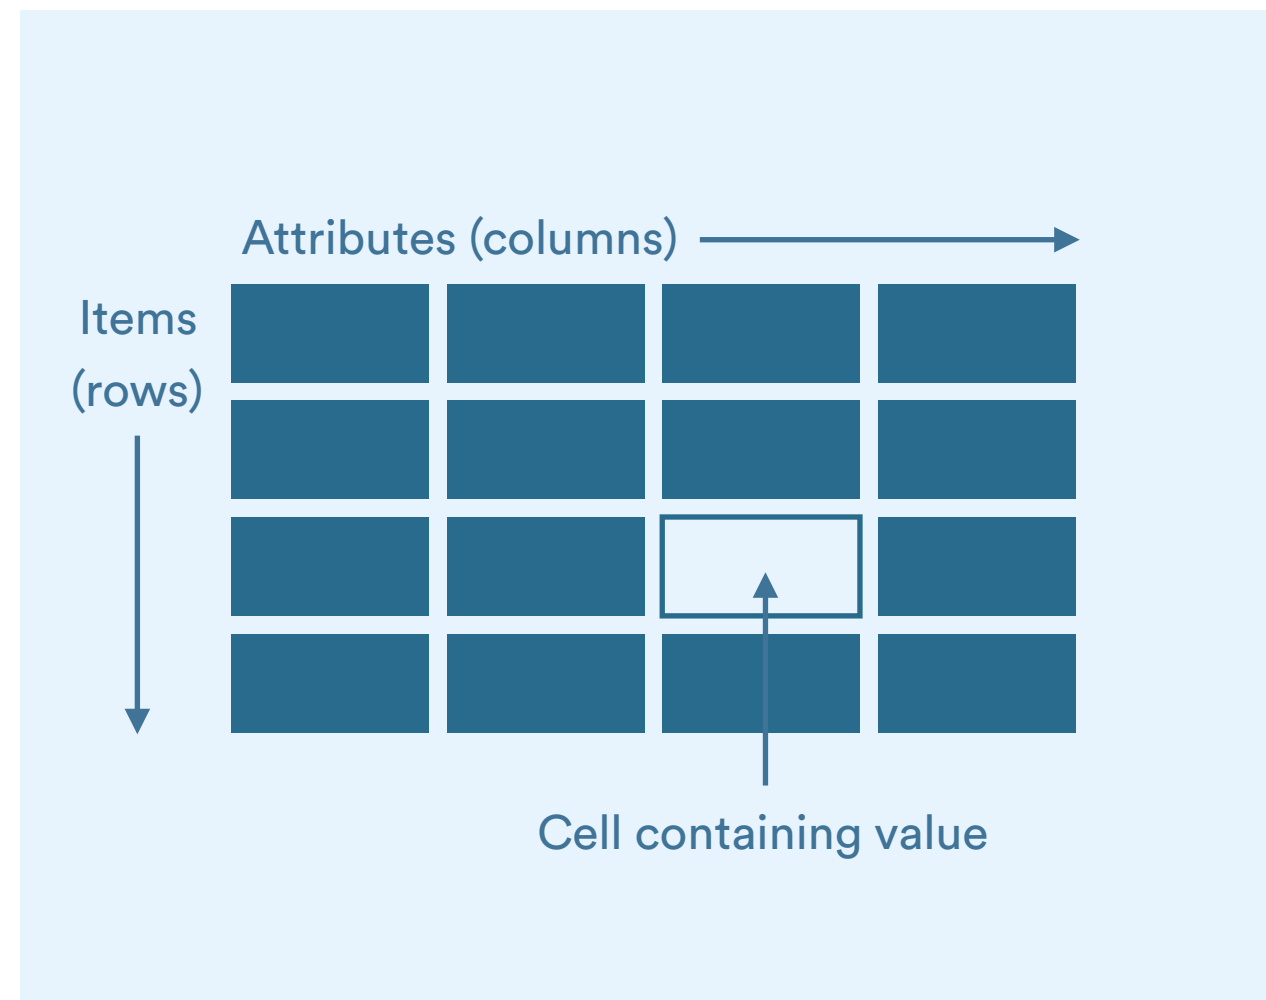 Attributes (columns)
Items
(rows)
Cell containing value